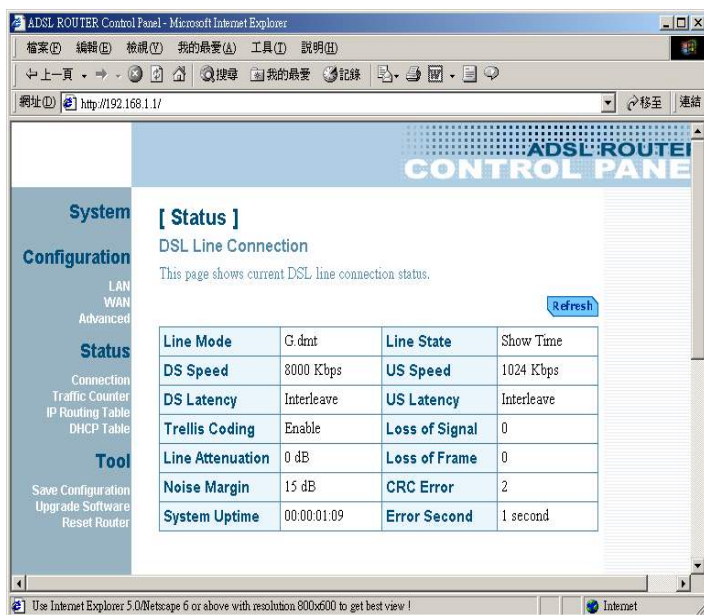 ADSL ROUTER Control Panel - Microsoft Internet Explorer
檔案(F) 編輯(E) 檢視(V) 我的最愛(A) 工具(T) 說明(H)
上一頁 搜尋 我的最愛 記錄
網址(D) http://192.168.1.1/ 移至 連結
ADSL ROUTER
CONTROL PANE
System
Configuration
LAN
WAN
Advanced
Status
Connection
Traffic Counter
IP Routing Table
DHCP Table
Tool
Save Configuration
Upgrade Software
Reset Router
[ Status ]
DSL Line Connection
This page shows current DSL line connection status.
Refresh
Line Mode G.dmt Line State Show Time
DS Speed 8000 Kbps US Speed 1024 Kbps
DS Latency Interleave US Latency Interleave
Trellis Coding Enable Loss of Signal 0
Line Attenuation 0 dB Loss of Frame 0
Noise Margin 15 dB CRC Error 2
System Uptime 00:00:01:09 Error Second 1 second
Use Internet Explorer 5.0/Netscape 6 or above with resolution 800x600 to get best view ! Internet